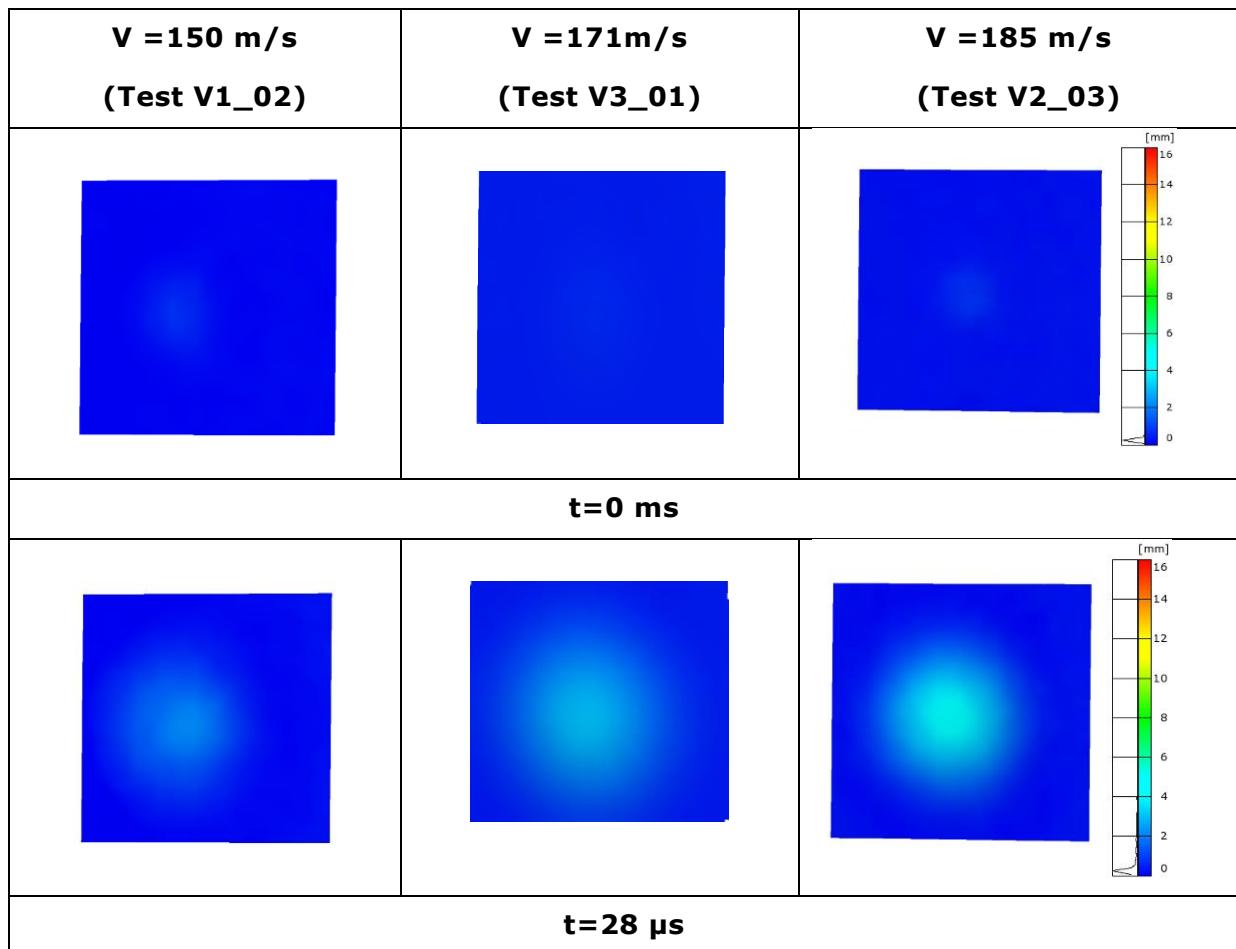 V =150 m/s
(Test V1_02)
V =171m/s
(Test V3_01)
V =185 m/s
(Test V2_03)
[mm]
16
14
12
10
8
6
4
2
0
t=0 ms
[mm]
16
14
12
10
8
6
4
2
0
t=28 µs